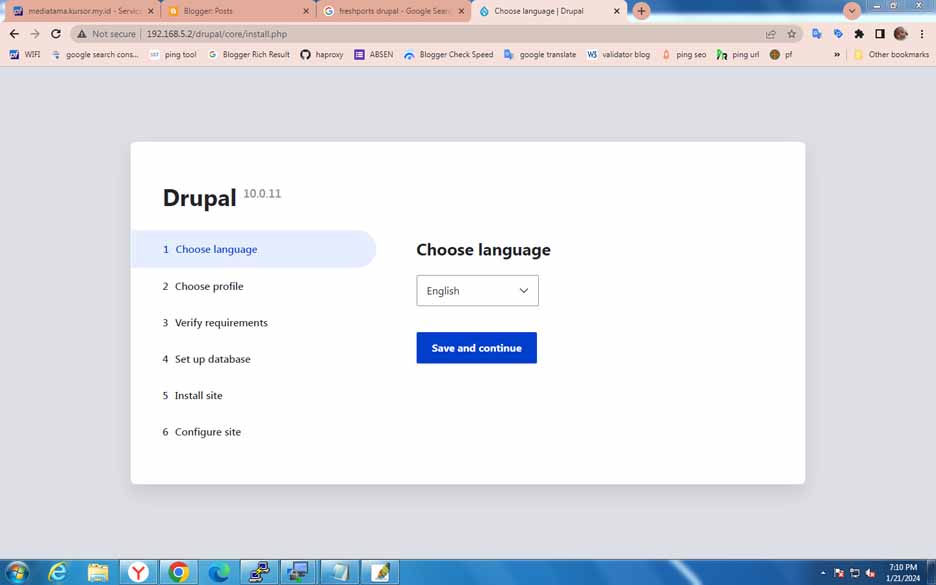 mediatama.kursor.my.id - Servic
Blogger: Posts
freshports drupal - Google Sear
Choose language | Drupal
Not secure
192.168.5.2/drupal/core/install.php
WIFI
google search cons...
ping tool
Blogger Rich Result
haproxy
ABSEN
Blogger Check Speed
google translate
validator blog
ping seo
ping url
pf
»
Other bookmarks
Drupal 10.0.11
1 Choose language
2 Choose profile
3 Verify requirements
4 Set up database
5 Install site
6 Configure site
Choose language
English
Save and continue
7:10 PM
1/21/2024